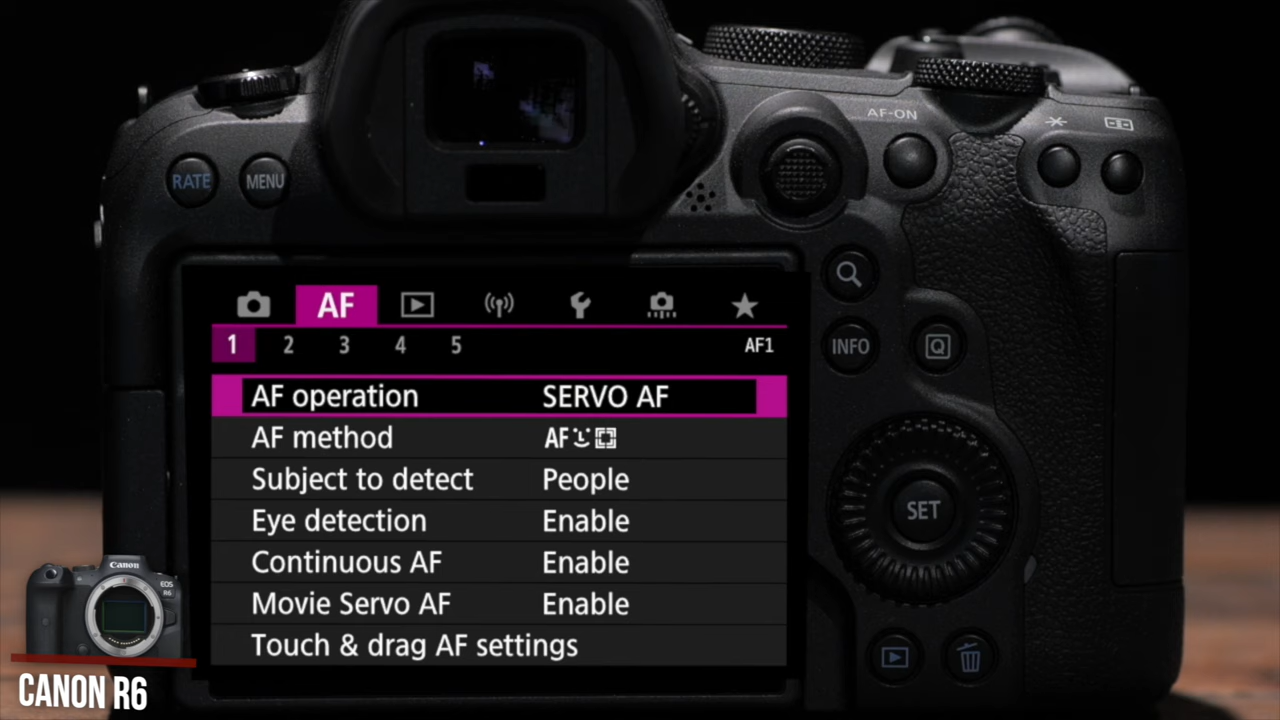 AF-ON
RATE MENU
AF
1 2 3 4 5 AF1
AF operation SERVO AF
AF method AF
Subject to detect People
Eye detection Enable
Continuous AF Enable
Movie Servo AF Enable
Touch & drag AF settings
INFO Q
SET
Canon
EOS
R6
CANON R6